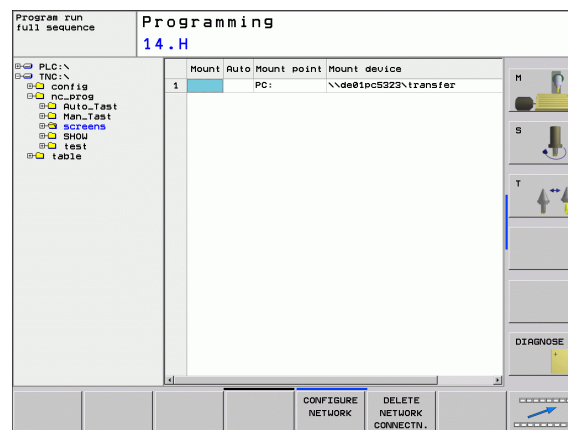 Program run
full sequence
Programming
14.H
PLC:\
TNC:\
config
nc_prog
Auto_Tast
Man_Tast
screens
SHOW
test
table
Mount Auto Mount point Mount device
1 PC: \\de01pc5323\transfer
M
S
T
DIAGNOSE
CONFIGURE
NETWORK
DELETE
NETWORK
CONNECTN.